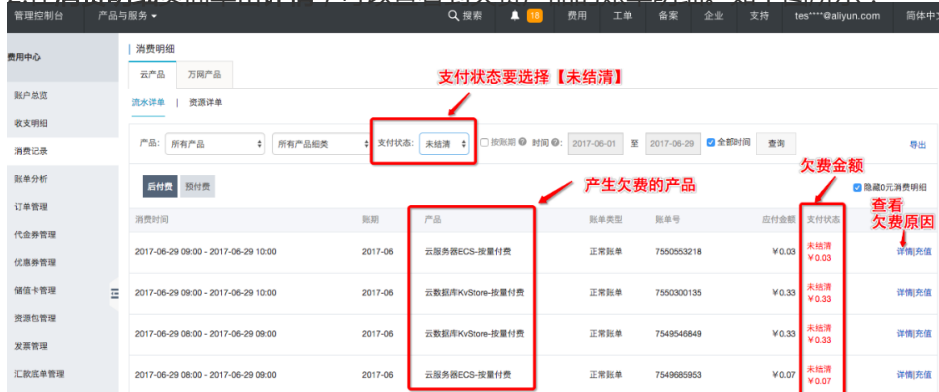 管理控制台 产品与服务 搜索 18 费用 工单 备案 企业 支持 tes****@aliyun.com 简体中文
费用中心
账户总览
收支明细
消费记录
账单分析
订单管理
代金券管理
优惠券管理
储值卡管理
资源包管理
发票管理
汇款底单管理
消费明细
云产品 万网产品
支付状态要选择【未结清】
流水详单 | 资源详单
产品: 所有产品 所有产品细类 支付状态: 未结清 按账期 时间: 2017-06-01 至 2017-06-29 全部时间 查询 导出
欠费金额
后付费 预付费 产生欠费的产品 隐藏0元消费明细
查看
欠费原因
消费时间 账期 产品 账单类型 账单号 应付金额 支付状态
2017-06-29 09:00 - 2017-06-29 10:00 2017-06 云服务器ECS-按量付费 正常账单 7550553218 ¥0.03 未结清 ¥0.03 详情|充值
2017-06-29 09:00 - 2017-06-29 10:00 2017-06 云数据库KvStore-按量付费 正常账单 7550300135 ¥0.33 未结清 ¥0.33 详情|充值
2017-06-29 08:00 - 2017-06-29 09:00 2017-06 云数据库KvStore-按量付费 正常账单 7549546849 ¥0.33 未结清 ¥0.33 详情|充值
2017-06-29 08:00 - 2017-06-29 09:00 2017-06 云服务器ECS-按量付费 正常账单 7549685953 ¥0.07 未结清 ¥0.07 详情|充值